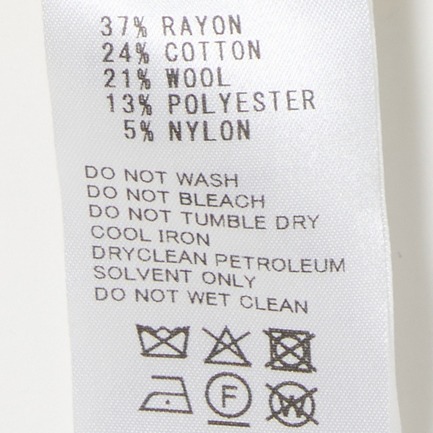 37% RAYON
24% COTTON
21% WOOL
13% POLYESTER
5% NYLON
DO NOT WASH
DO NOT BLEACH
DO NOT TUMBLE DRY
COOL IRON
DRYCLEAN PETROLEUM
SOLVENT ONLY
DO NOT WET CLEAN
F W